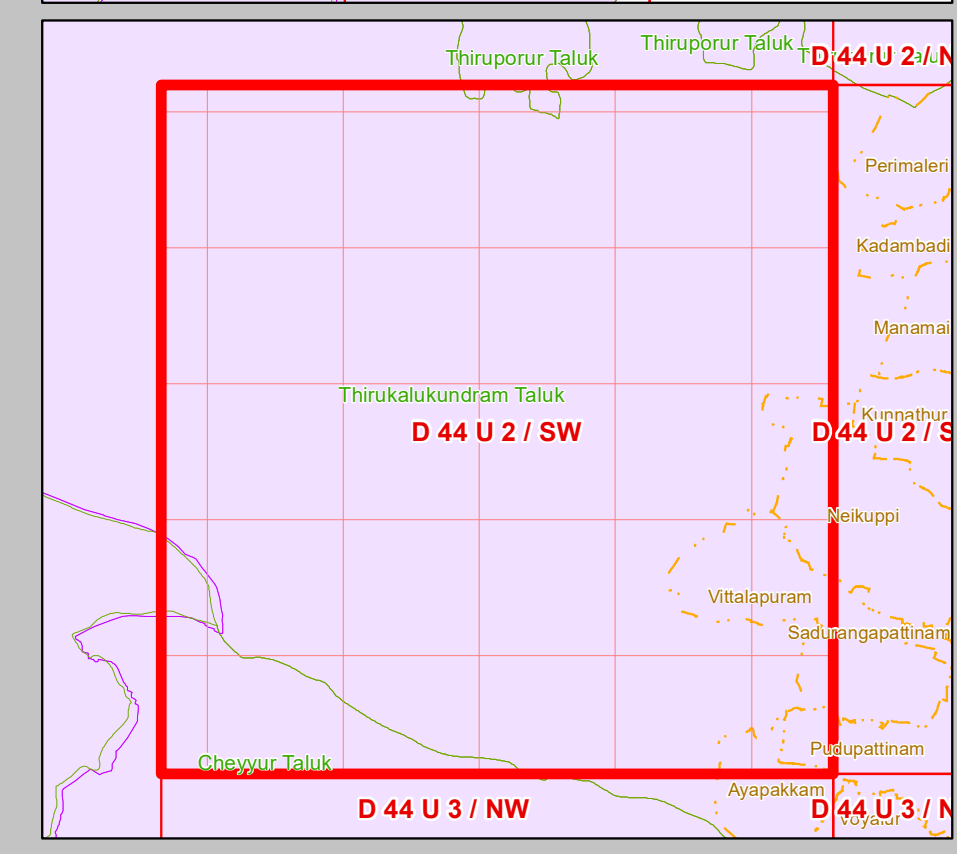 Thiruporur Taluk
Thiruporur Taluk
D 44 U 2 / N
Perimaleri
Kadambadi
Manamai
Thirukalukundram Taluk
Kunnathur
D 44 U 2 / SW
D 44 U 2 / S
Neikuppi
Vittalapuram
Sadurangapattinam
Pudupattinam
Cheyyur Taluk
Ayapakkam
D 44 U 3 / NW
D 44 U 3 / N
Voyalur